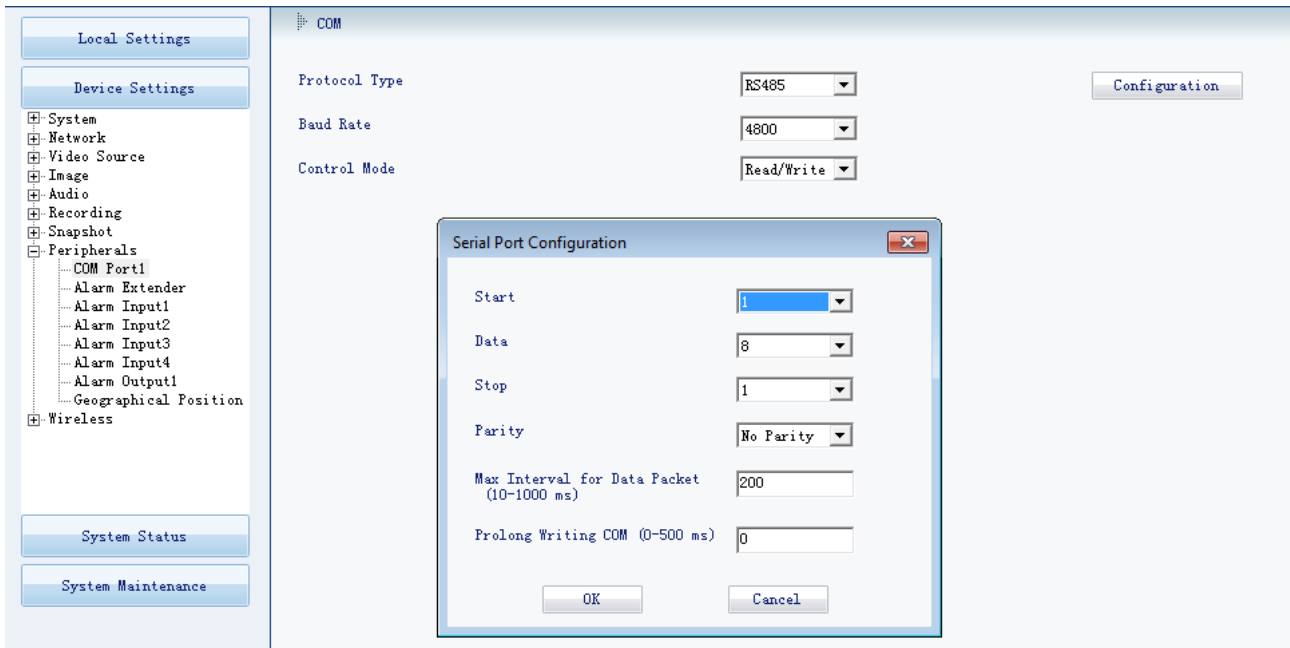 Local Settings
Device Settings
System
Network
Video Source
Image
Audio
Recording
Snapshot
Peripherals
COM Port1
Alarm Extender
Alarm Input1
Alarm Input2
Alarm Input3
Alarm Input4
Alarm Output1
Geographical Position
Wireless
System Status
System Maintenance
COM
Protocol Type RS485 Configuration
Baud Rate 4800
Control Mode Read/Write
Serial Port Configuration
Start 1
Data 8
Stop 1
Parity No Parity
Max Interval for Data Packet 200
(10-1000 ms)
Prolong Writing COM (0-500 ms) 0
OK Cancel